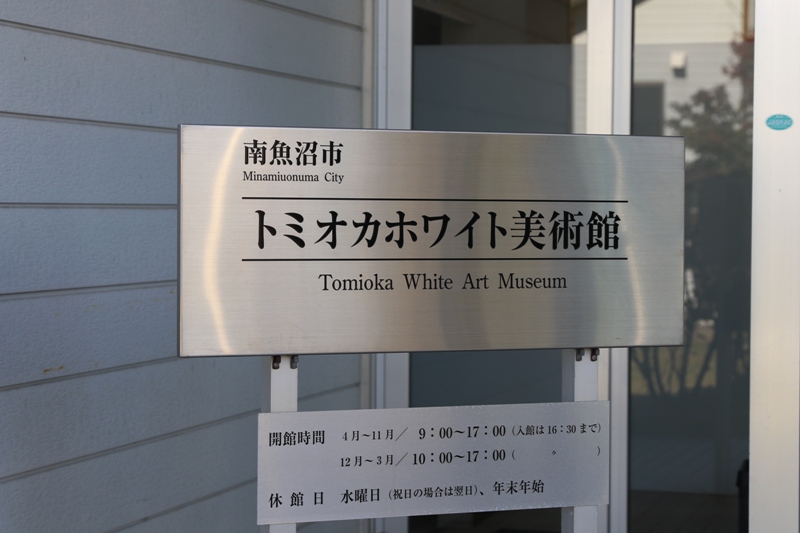 南魚沼市
Minamiuonuma City
トミオカホワイト美術館
Tomioka White Art Museum
開館時間 4月～11月／ 9：00～17：00（入館は16：30まで）
12月～3月／10：00～17：00（ 〃 ）
休館日 水曜日（祝日の場合は翌日）、年末年始